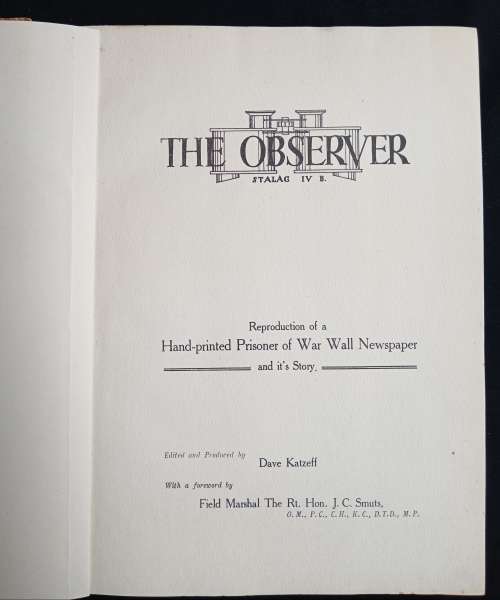 THE OBSERVER
STALAG IV B.
Reproduction of a
Hand-printed Prisoner of War Wall Newspaper
and it's Story.
Edited and Produced by
Dave Katzeff
With a foreword by
Field Marshal The Rt. Hon. J. C. Smuts,
O. M., P. C., C. H., K. C., D. T. D., M. P.